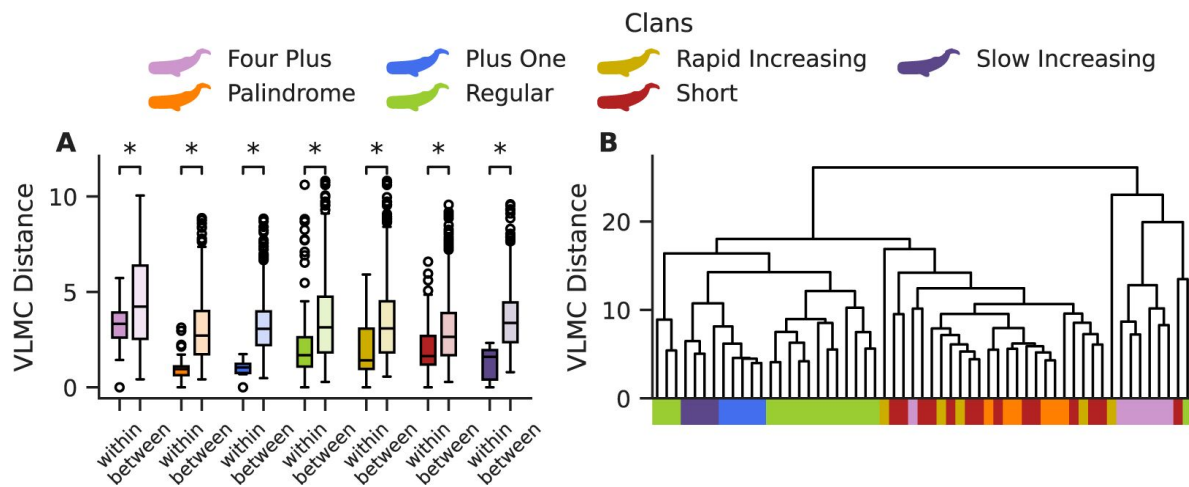 Clans
Four Plus Plus One Rapid Increasing Slow Increasing
Palindrome Regular Short
A B
* * * * * * *
VLMC Distance
10
5
0
within between within between within between within between within between within between within between
VLMC Distance
20
10
0